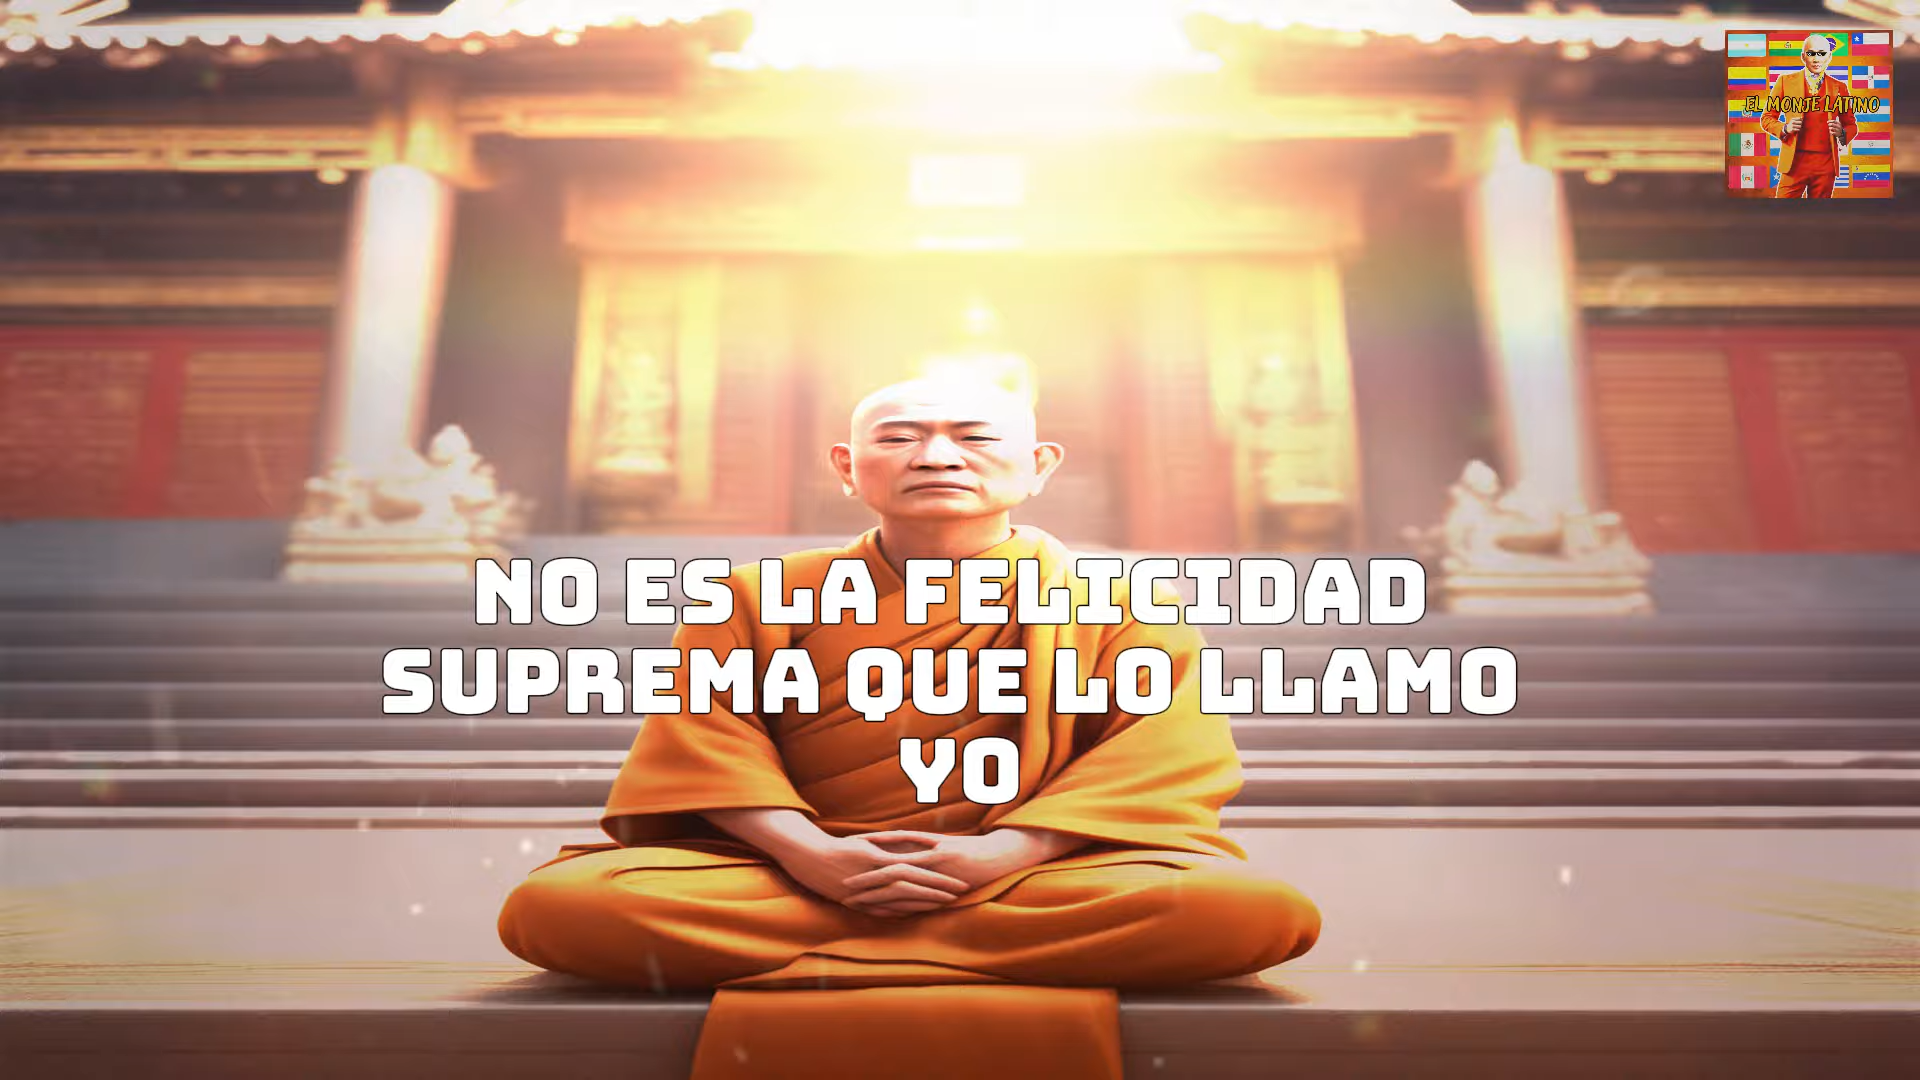 EL MONJE LATINO
NO ES LA FELICIDAD
SUPREMA QUE LO LLAMO
YO